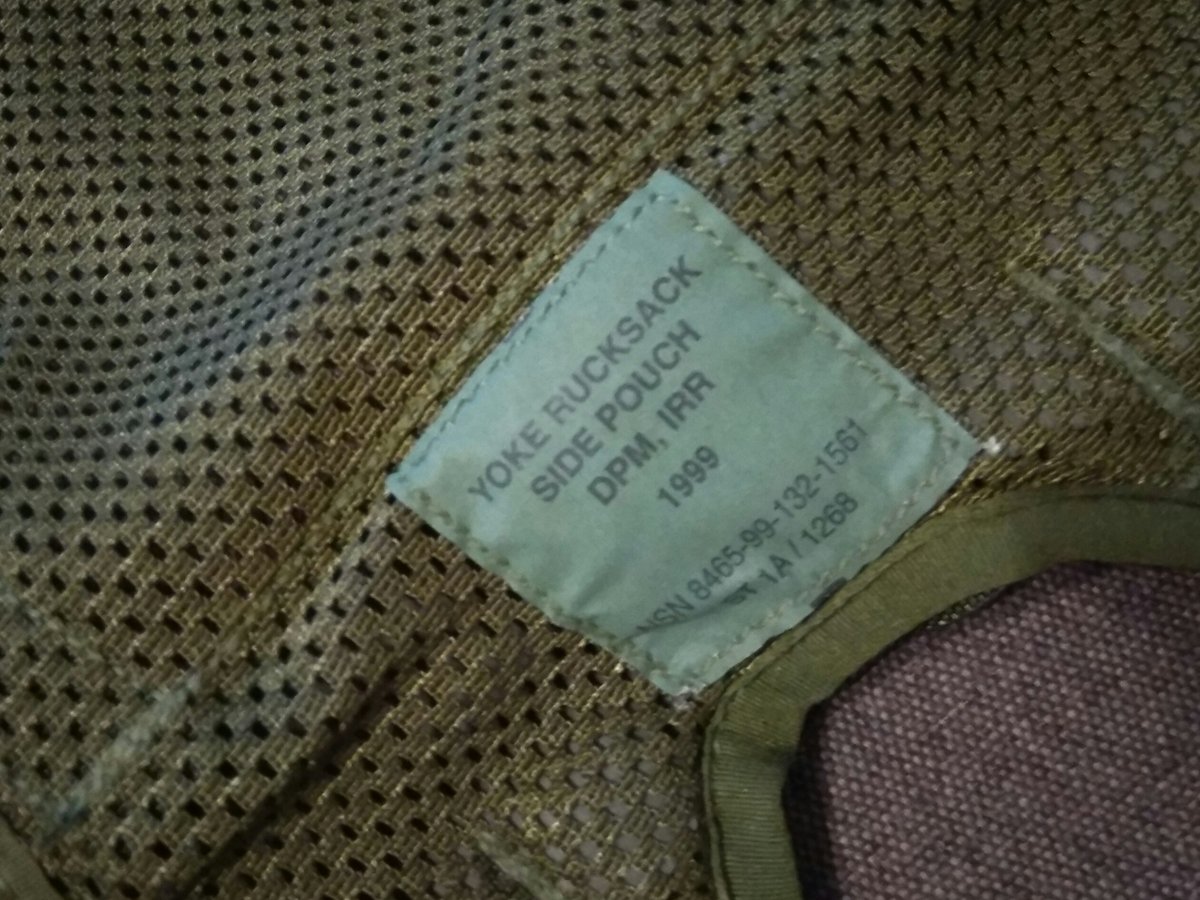 YOKE RUCKSACK
SIDE POUCH
DPM, IRR
1999
NSN 8465-99-132-1561
1A / 1268